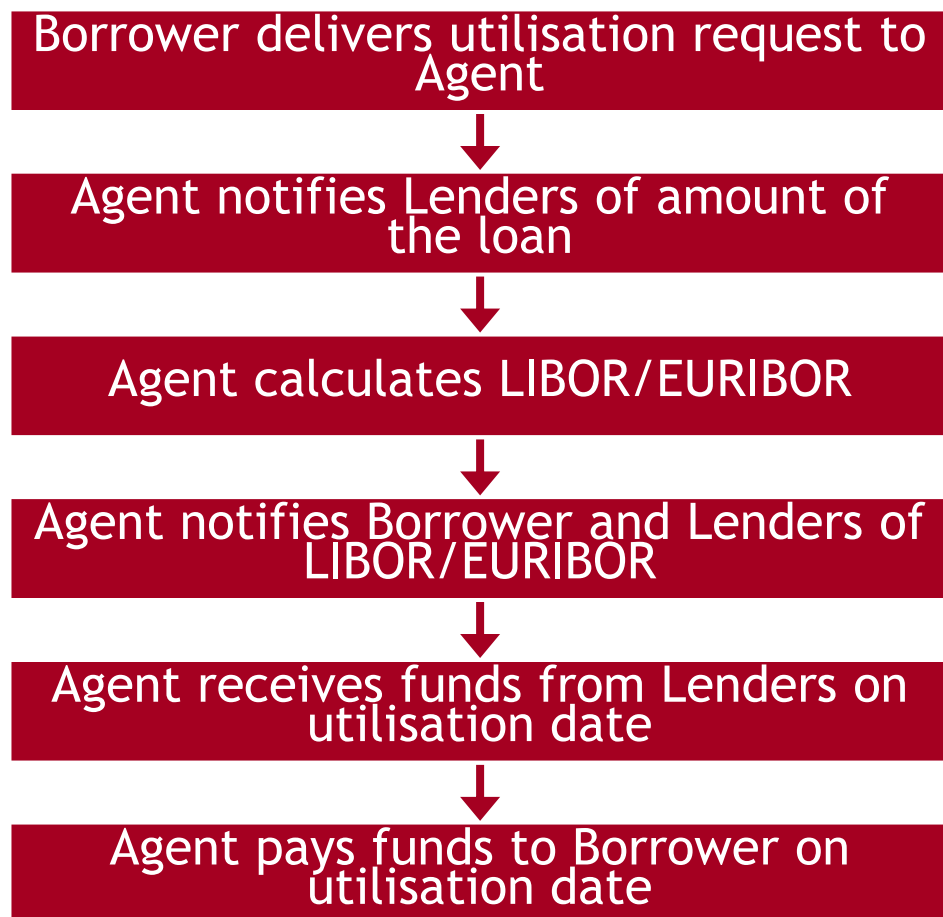 Borrower delivers utilisation request to
Agent
Agent notifies Lenders of amount of
the loan
Agent calculates LIBOR/EURIBOR
Agent notifies Borrower and Lenders of
LIBOR/EURIBOR
Agent receives funds from Lenders on
utilisation date
Agent pays funds to Borrower on
utilisation date